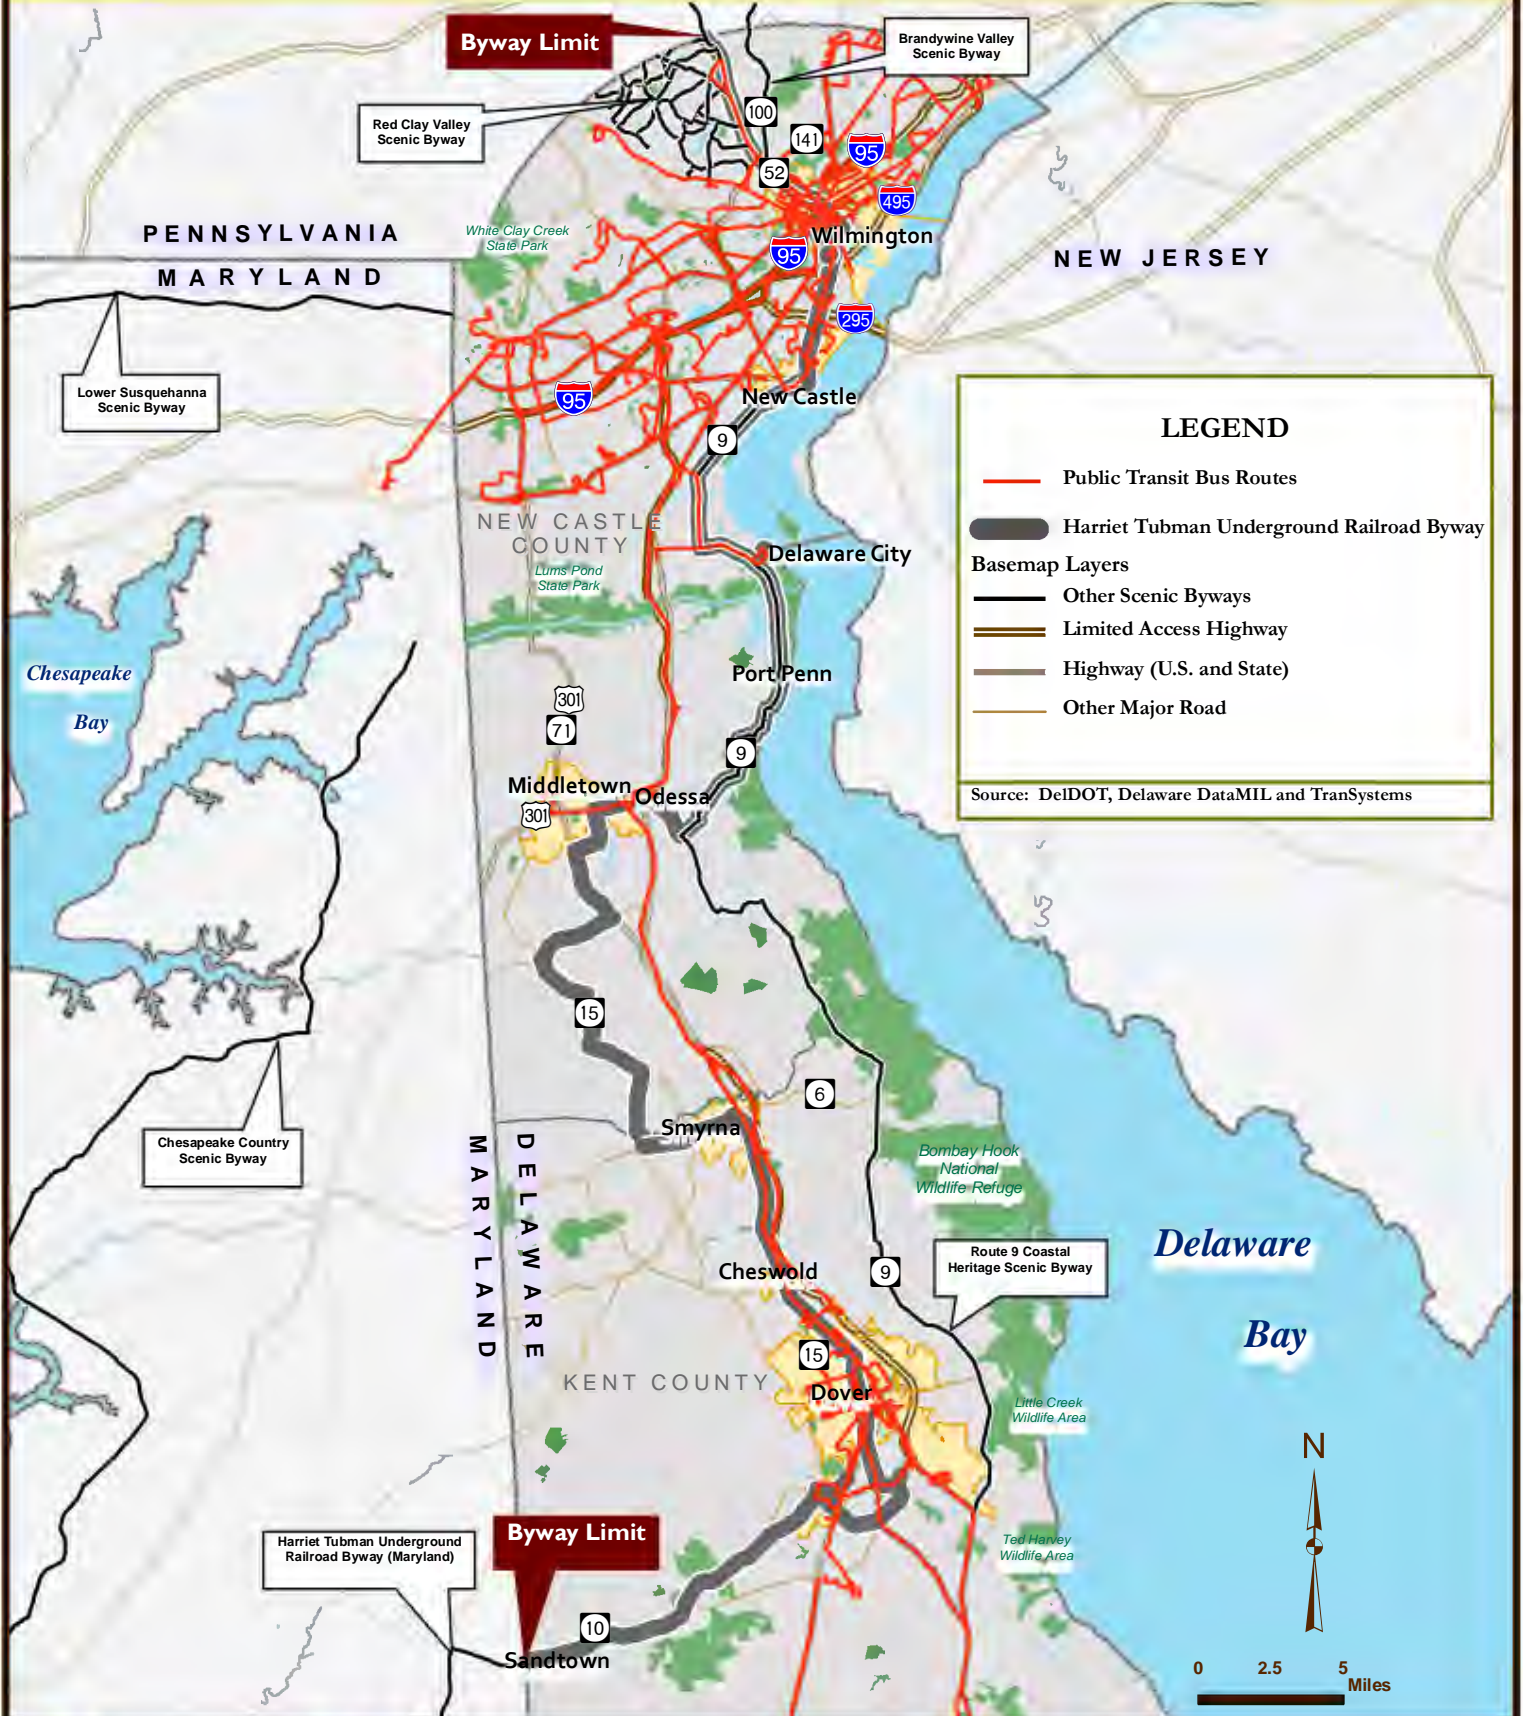 Byway Limit
Brandywine Valley
Scenic Byway
Red Clay Valley
Scenic Byway
100
141
95
52
495
PENNSYLVANIA
White Clay Creek
State Park
Wilmington
95
NEW JERSEY
MARYLAND
295
Lower Susquehanna
Scenic Byway
95
New Castle
9
LEGEND
Public Transit Bus Routes
Harriet Tubman Underground Railroad Byway
Basemap Layers
Other Scenic Byways
Limited Access Highway
Highway (U.S. and State)
Other Major Road
Source: DelDOT, Delaware DataMIL and TranSystems
NEW CASTLE
COUNTY
Delaware City
Lums Pond
State Park
Chesapeake
Bay
Port Penn
301
71
9
Middletown
Odessa
301
15
6
Smyrna
Chesapeake Country
Scenic Byway
MARYLAND
DELAWARE
Bombay Hook
National
Wildlife Refuge
Delaware
Bay
Route 9 Coastal
Heritage Scenic Byway
Cheswold
9
15
KENT COUNTY
Dover
Little Creek
Wildlife Area
N
Byway Limit
Harriet Tubman Underground
Railroad Byway (Maryland)
Ted Harvey
Wildlife Area
10
Sandtown
0 2.5 5
Miles